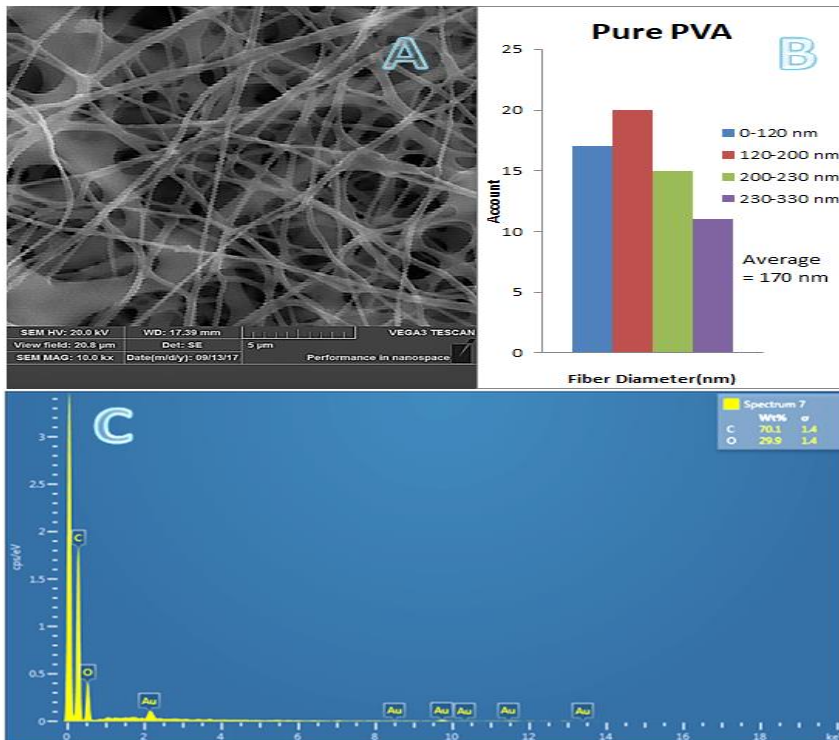 A
SEM HV: 20.0 kV WD: 17.39 mm VEGA3 TESCAN
View field: 20.8 µm Det: SE 5 µm
SEM MAG: 10.0 kx Date(m/d/y): 09/13/17 Performance in nanospace
Pure PVA
B
25
20
15
10
5
0
Account
0-120 nm
120-200 nm
200-230 nm
230-330 nm
Average
= 170 nm
Fiber Diameter(nm)
C
Spectrum 7
Wt% σ
C 70.1 1.4
O 29.9 1.4
3
2.5
2
1.5
1
0.5
0
cps/eV
C
O
Au
Au Au Au Au Au
0 2 4 6 8 10 12 14 16 18